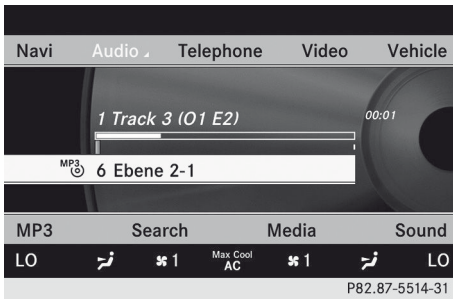 Navi Audio Telephone Video Vehicle
1 Track 3 (O1 E2) 00:01
MP3 6 Ebene 2-1
MP3 Search Media Sound
LO 1 Max Cool AC 1 LO
P82.87-5514-31